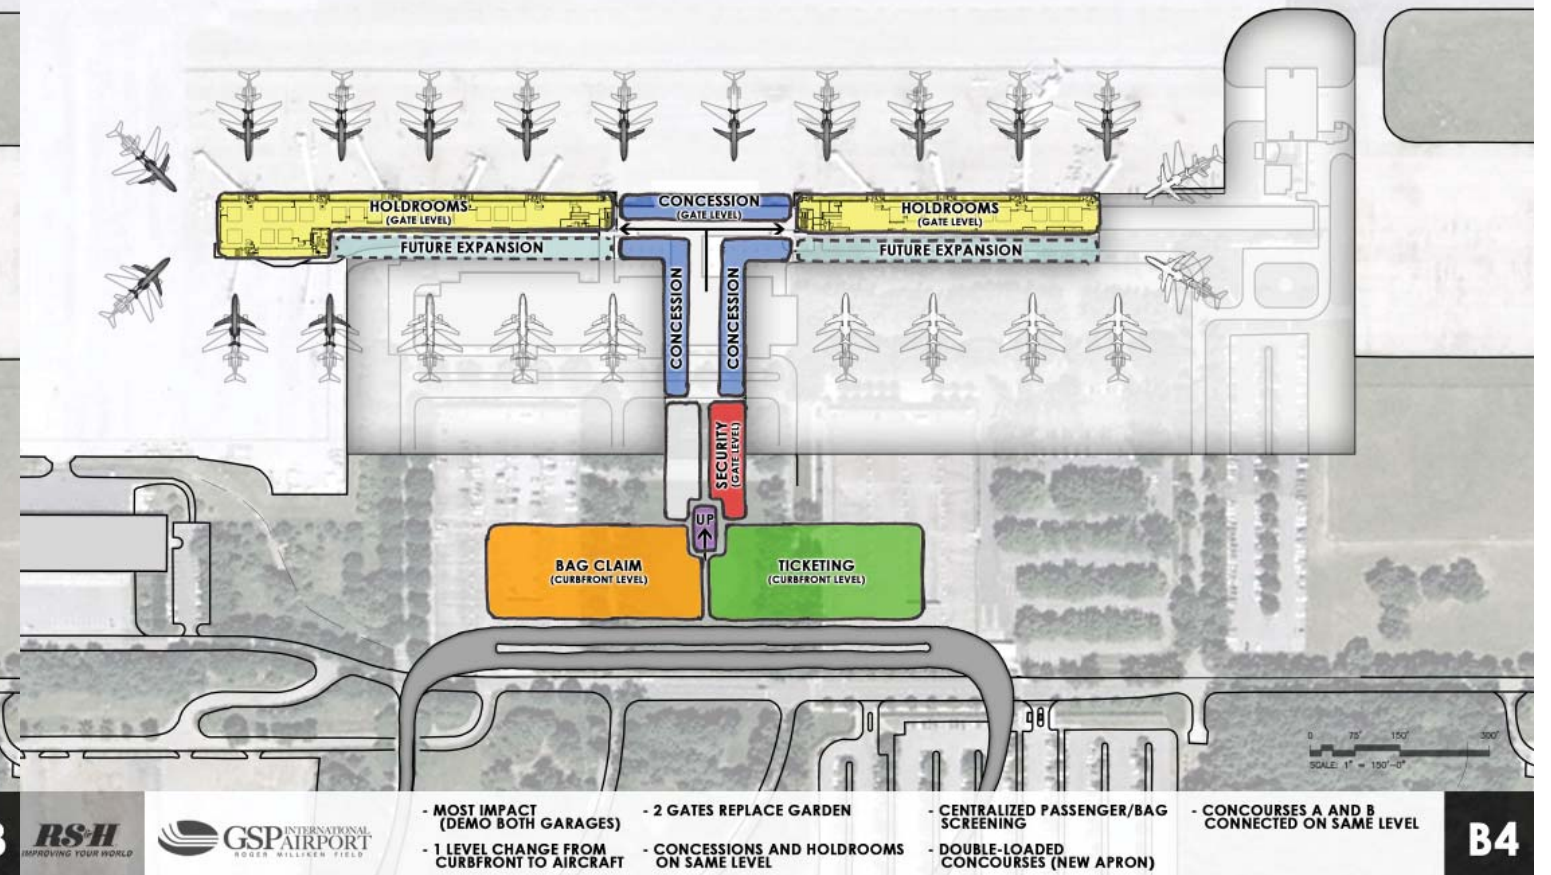 CONCESSION
(GATE LEVEL)
HOLDROOMS
(GATE LEVEL)
HOLDROOMS
(GATE LEVEL)
FUTURE EXPANSION
FUTURE EXPANSION
CONCESSION
CONCESSION
SECURITY
(GATE LEVEL)
UP
BAG CLAIM
(CURBFRONT LEVEL)
TICKETING
(CURBFRONT LEVEL)
0 75' 150' 300'
SCALE: 1" = 150'-0"
RS&H
IMPROVING YOUR WORLD
GSP INTERNATIONAL
AIRPORT
ROGER MILLIKEN FIELD
- MOST IMPACT
(DEMO BOTH GARAGES)
- 1 LEVEL CHANGE FROM
CURBFRONT TO AIRCRAFT
- 2 GATES REPLACE GARDEN
- CONCESSIONS AND HOLDROOMS
ON SAME LEVEL
- CENTRALIZED PASSENGER/BAG
SCREENING
- DOUBLE-LOADED
CONCOURSES (NEW APRON)
- CONCOURSES A AND B
CONNECTED ON SAME LEVEL
B4